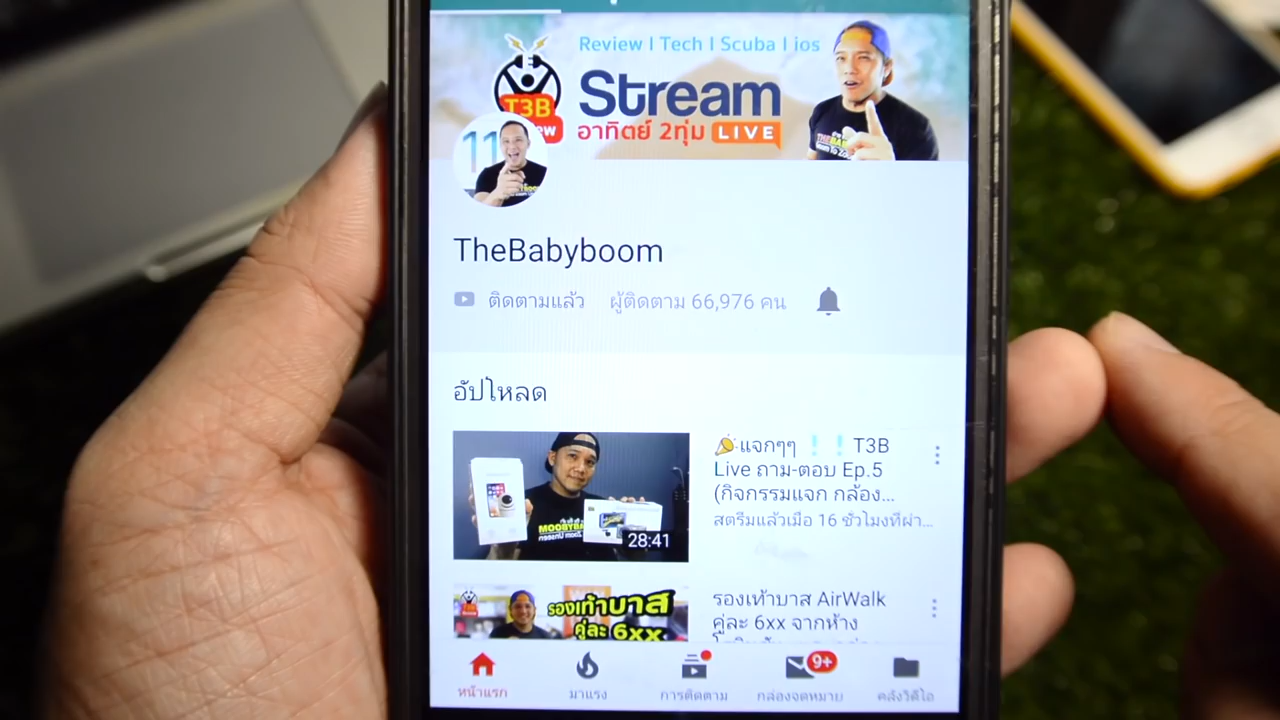 Review | Tech | Scuba | ios
T3B
Stream
อาทิตย์ 2ทุ่ม LIVE
11
TheBabyboom
ติดตามแล้ว ผู้ติดตาม 66,976 คน
อัปโหลด
📣แจกๆๆ ❕❕T3B
Live ถาม-ตอบ Ep.5
(กิจกรรมแจก กล้อง...
สตรีมแล้วเมื่อ 16 ชั่วโมงที่ผ่า...
28:41
รองเท้าบาส
คู่ละ 6xx
รองเท้าบาส AirWalk
คู่ละ 6xx จากห้าง
9+
หน้าแรก
มาแรง
การติดตาม
กล่องจดหมาย
คลังวิดีโอ